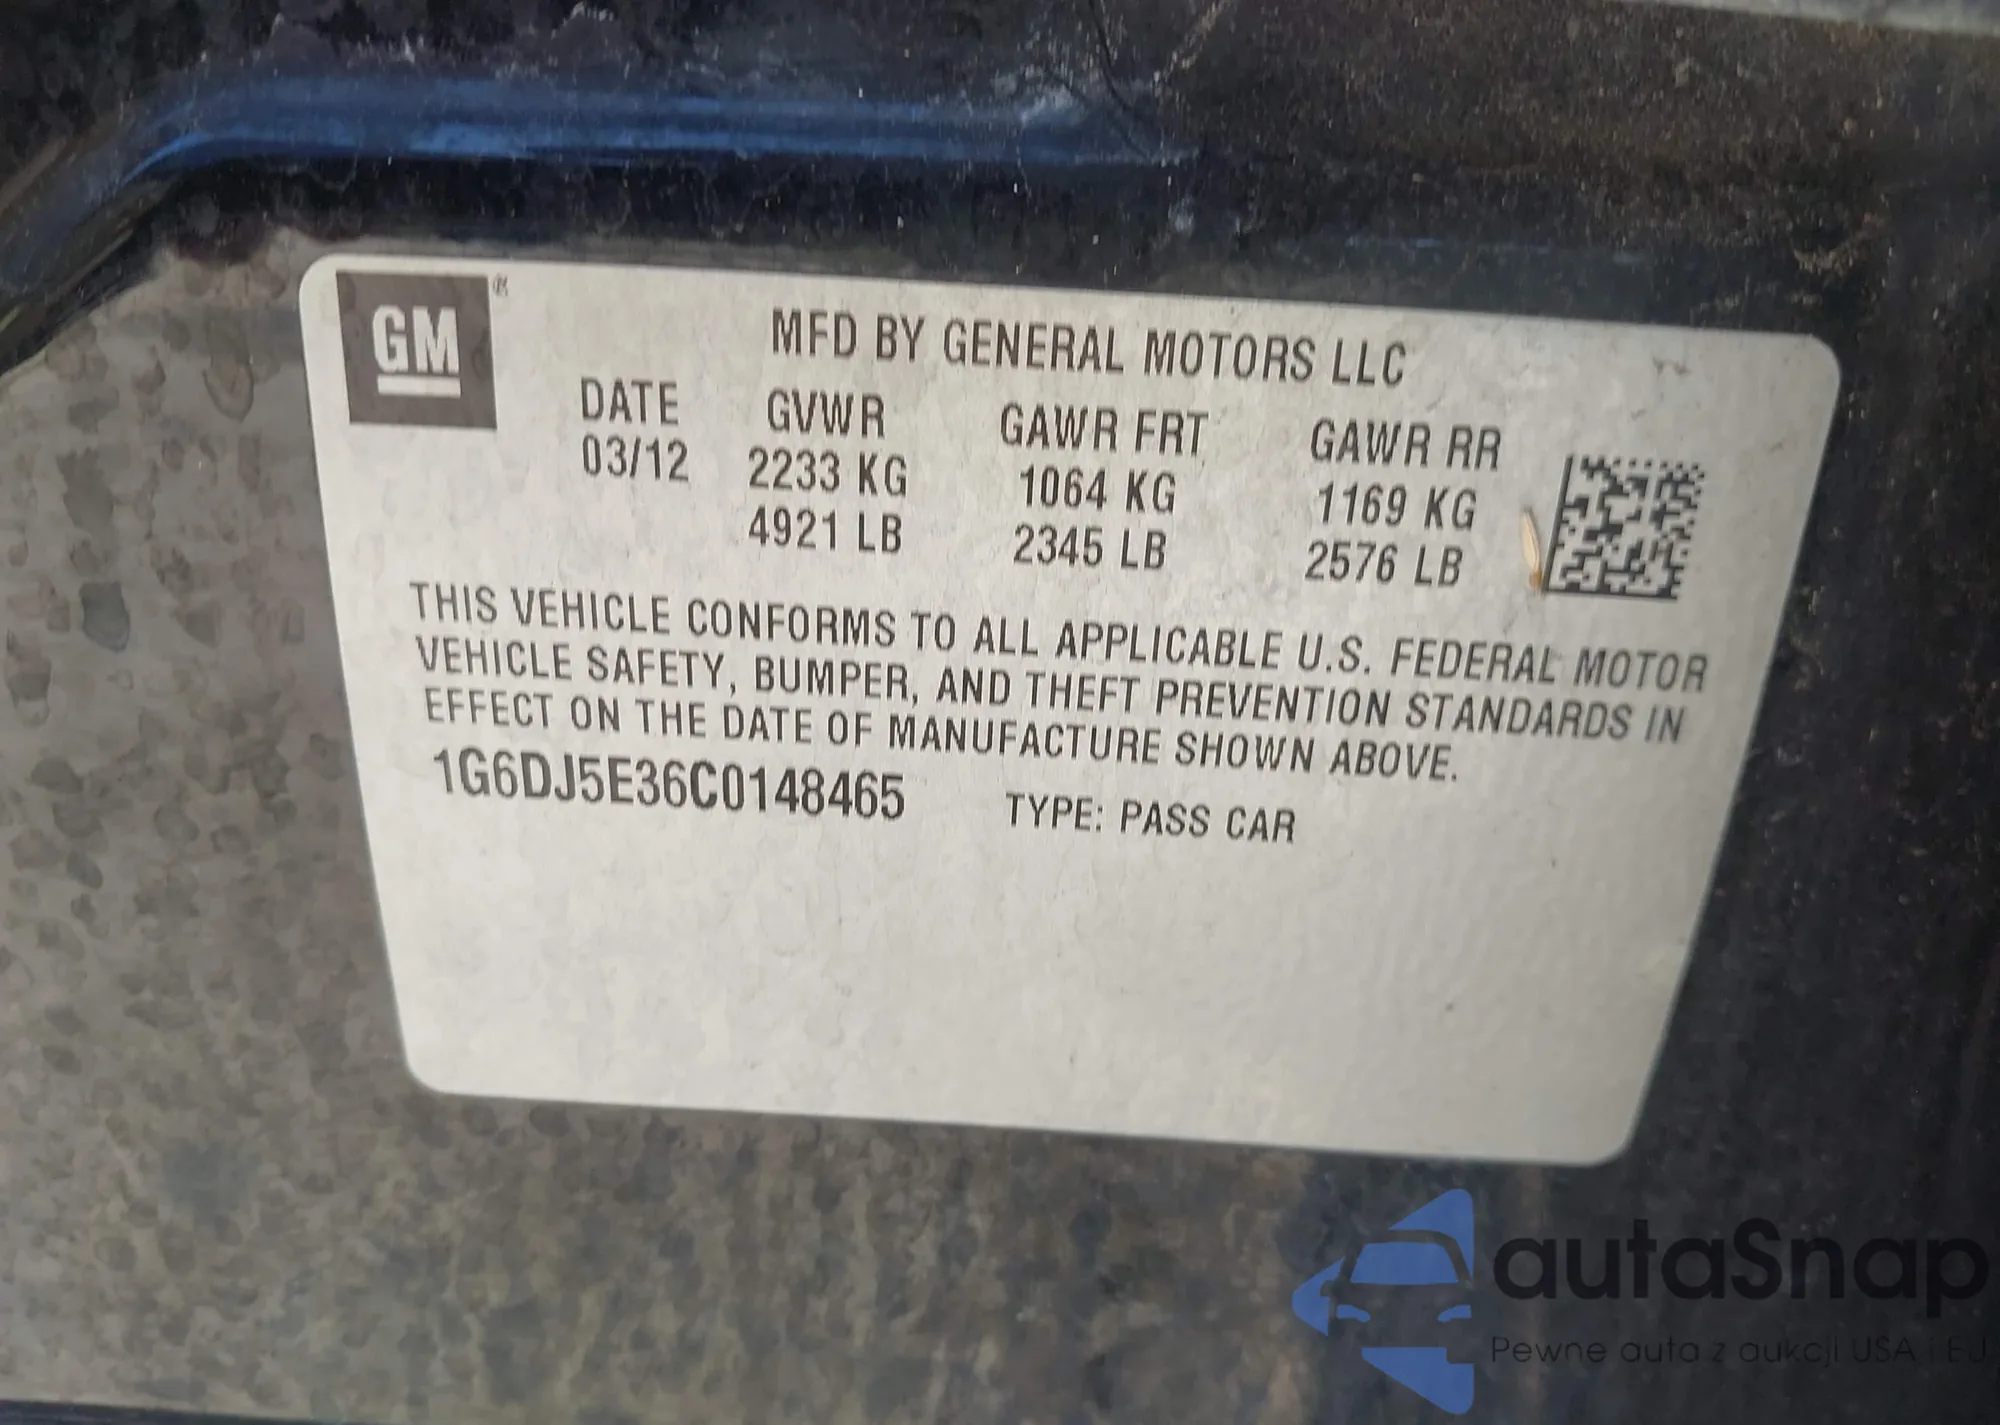 GM®
MFD BY GENERAL MOTORS LLC
DATE GVWR GAWR FRT GAWR RR
03/12 2233 KG 1064 KG 1169 KG
4921 LB 2345 LB 2576 LB
THIS VEHICLE CONFORMS TO ALL APPLICABLE U.S. FEDERAL MOTOR
VEHICLE SAFETY, BUMPER, AND THEFT PREVENTION STANDARDS IN
EFFECT ON THE DATE OF MANUFACTURE SHOWN ABOVE.
1G6DJ5E36C0148465 TYPE: PASS CAR
autaSnap
Pewne auta z aukcji USA i EU